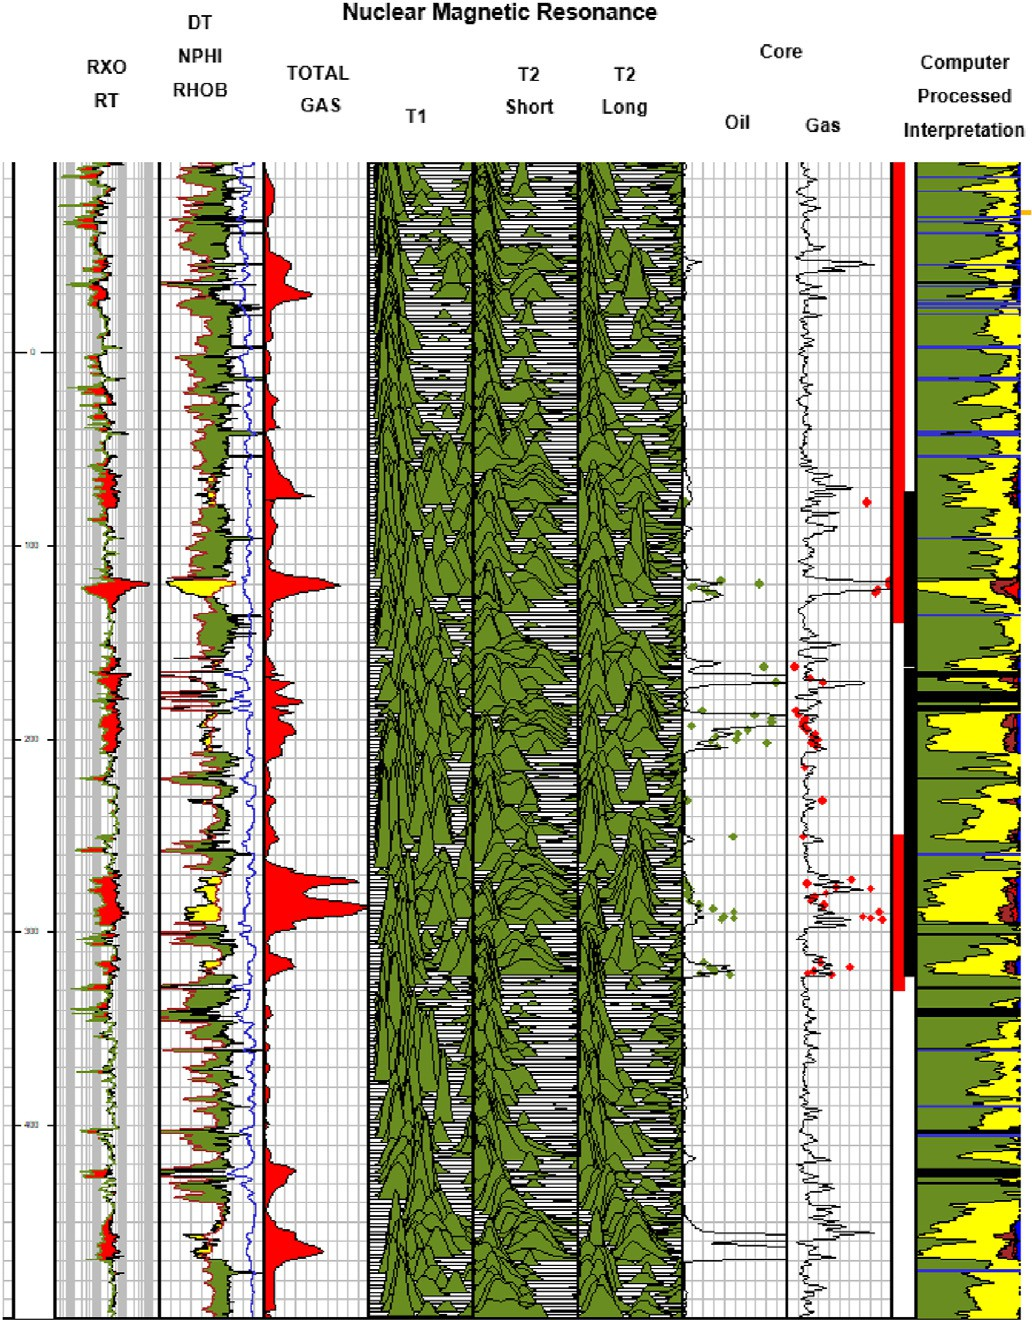 Nuclear Magnetic Resonance
DT
NPHI
RHOB
RXO
RT
TOTAL
GAS
T1
T2
Short
T2
Long
Core
Oil
Gas
Computer
Processed
Interpretation
0
100
200
300
400